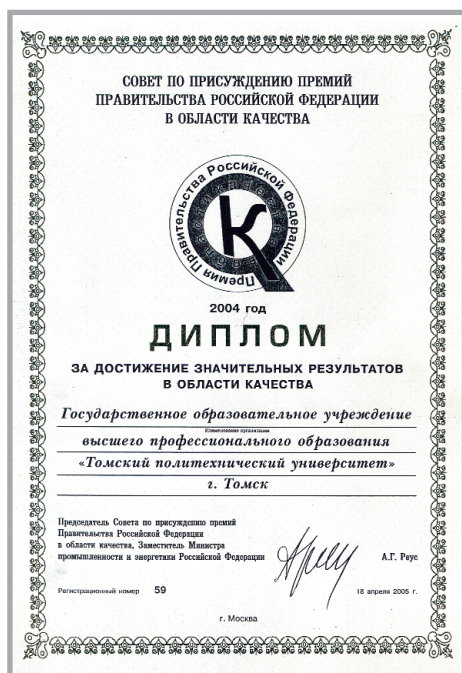 СОВЕТ ПО ПРИСУЖДЕНИЮ ПРЕМИЙ
ПРАВИТЕЛЬСТВА РОССИЙСКОЙ ФЕДЕРАЦИИ
В ОБЛАСТИ КАЧЕСТВА
Премия Правительства Российской Федерации
К
2004 год
ДИПЛОМ
ЗА ДОСТИЖЕНИЕ ЗНАЧИТЕЛЬНЫХ РЕЗУЛЬТАТОВ
В ОБЛАСТИ КАЧЕСТВА
Государственное образовательное учреждение
Наименование организации
высшего профессионального образования
«Томский политехнический университет»
г. Томск
Председатель Совета по присуждению премий
Правительства Российской Федерации
в области качества, Заместитель Министра
промышленности и энергетики Российской Федерации
А.Г. Реус
Регистрационный номер 59
18 апреля 2005 г.
г. Москва